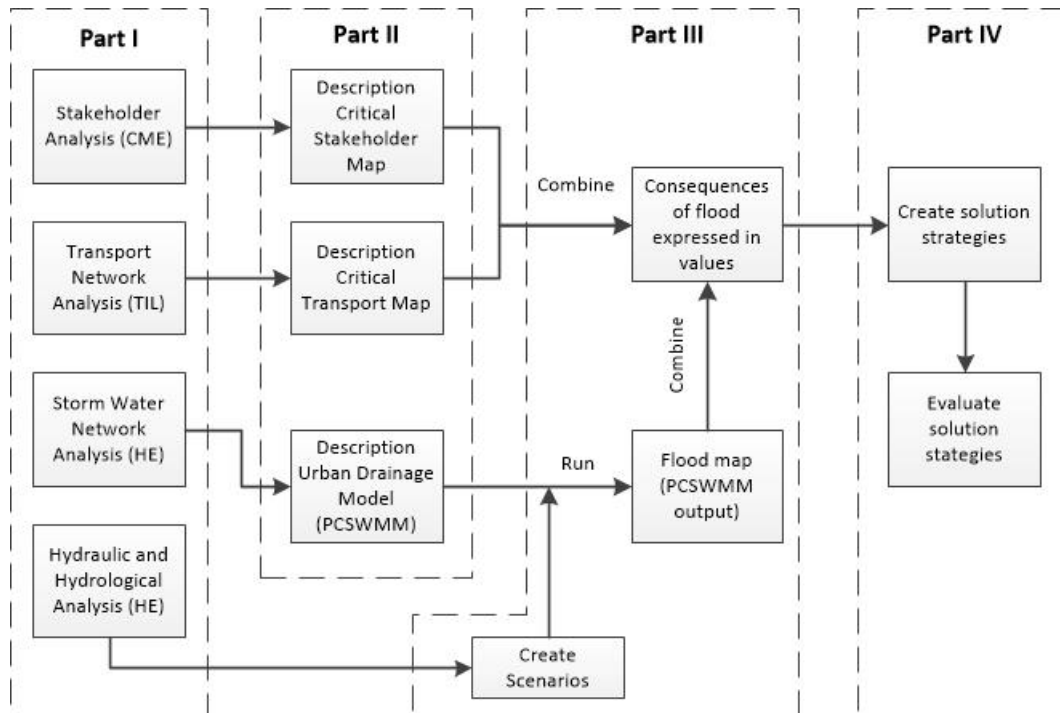 Part I
Part II
Part III
Part IV
Stakeholder
Analysis (CME)
Description
Critical
Stakeholder
Map
Combine
Consequences
of flood
expressed in
values
Create solution
strategies
Transport
Network
Analysis (TIL)
Description
Critical
Transport Map
Combine
Storm Water
Network
Analysis (HE)
Description
Urban Drainage
Model
(PCSWMM)
Run
Flood map
(PCSWMM
output)
Evaluate
solution
stategies
Hydraulic and
Hydrological
Analysis (HE)
Create
Scenarios